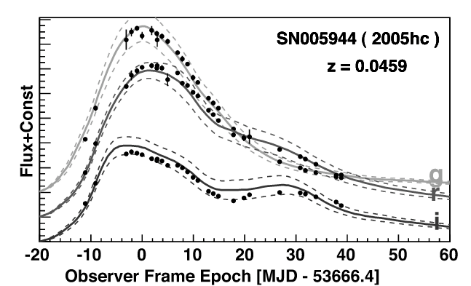 SN005944 ( 2005hc )
z = 0.0459
Flux+Const
g
r
i
-20 -10 0 10 20 30 40 50 60
Observer Frame Epoch [MJD - 53666.4]